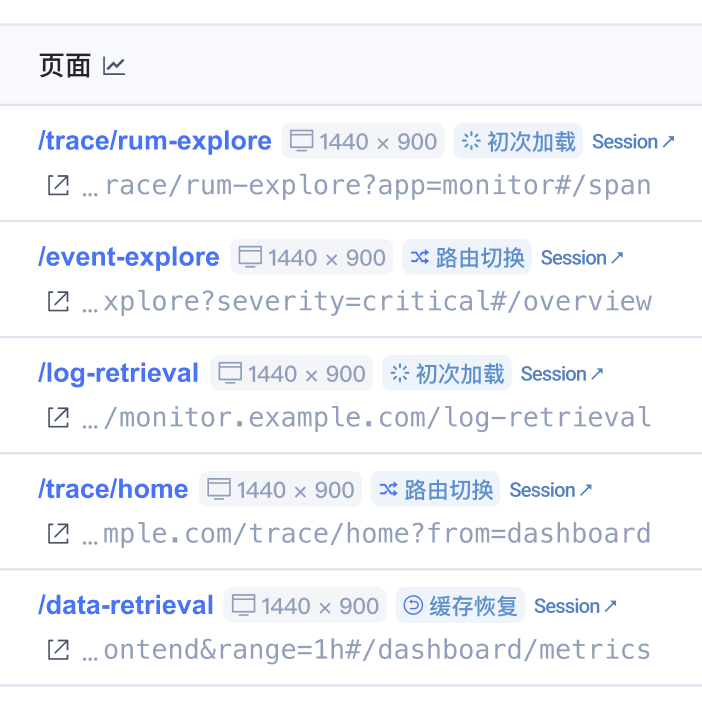 页面
/trace/rum-explore 1440 × 900 初次加载 Session↗
...race/rum-explore?app=monitor#/span
/event-explore 1440 × 900 路由切换 Session↗
...xplore?severity=critical#/overview
/log-retrieval 1440 × 900 初次加载 Session↗
.../monitor.example.com/log-retrieval
/trace/home 1440 × 900 路由切换 Session↗
...mple.com/trace/home?from=dashboard
/data-retrieval 1440 × 900 缓存恢复 Session↗
...ontend&range=1h#/dashboard/metrics